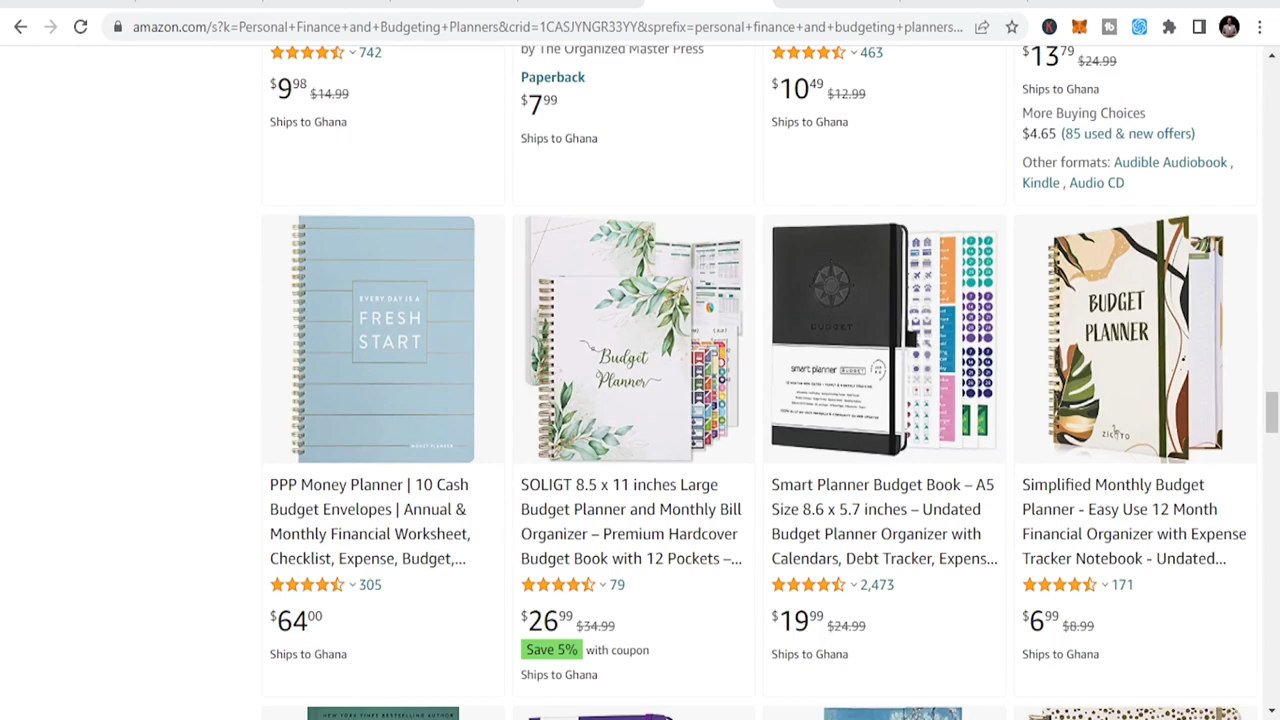 amazon.com/s?k=Personal+Finance+and+Budgeting+Planners&crid=1CASJYNGR33YY&sprefix=personal+finance+and+budgeting+planners...
742
$9 98 $14.99
Ships to Ghana
by The Organized Master Press
Paperback
$7 99
Ships to Ghana
463
$10 49 $12.99
Ships to Ghana
$13 79 $24.99
Ships to Ghana
More Buying Choices
$4.65 (85 used & new offers)
Other formats: Audible Audiobook ,
Kindle , Audio CD
EVERY DAY IS A
FRESH
START
MONEY PLANNER
PPP Money Planner | 10 Cash
Budget Envelopes | Annual &
Monthly Financial Worksheet,
Checklist, Expense, Budget,...
305
$64 00
Ships to Ghana
Budget
Planner
SOLIGT 8.5 x 11 inches Large
Budget Planner and Monthly Bill
Organizer – Premium Hardcover
Budget Book with 12 Pockets –...
79
$26 99 $34.99
Save 5% with coupon
Ships to Ghana
BUDGET
smart planner BUDGET
Smart Planner Budget Book – A5
Size 8.6 x 5.7 inches – Undated
Budget Planner Organizer with
Calendars, Debt Tracker, Expens...
2,473
$19 99 $24.99
Ships to Ghana
BUDGET
PLANNER
Simplified Monthly Budget
Planner - Easy Use 12 Month
Financial Organizer with Expense
Tracker Notebook - Undated...
171
$6 99 $8.99
Ships to Ghana
NEW YORK TIMES BESTSELLING AUTHOR